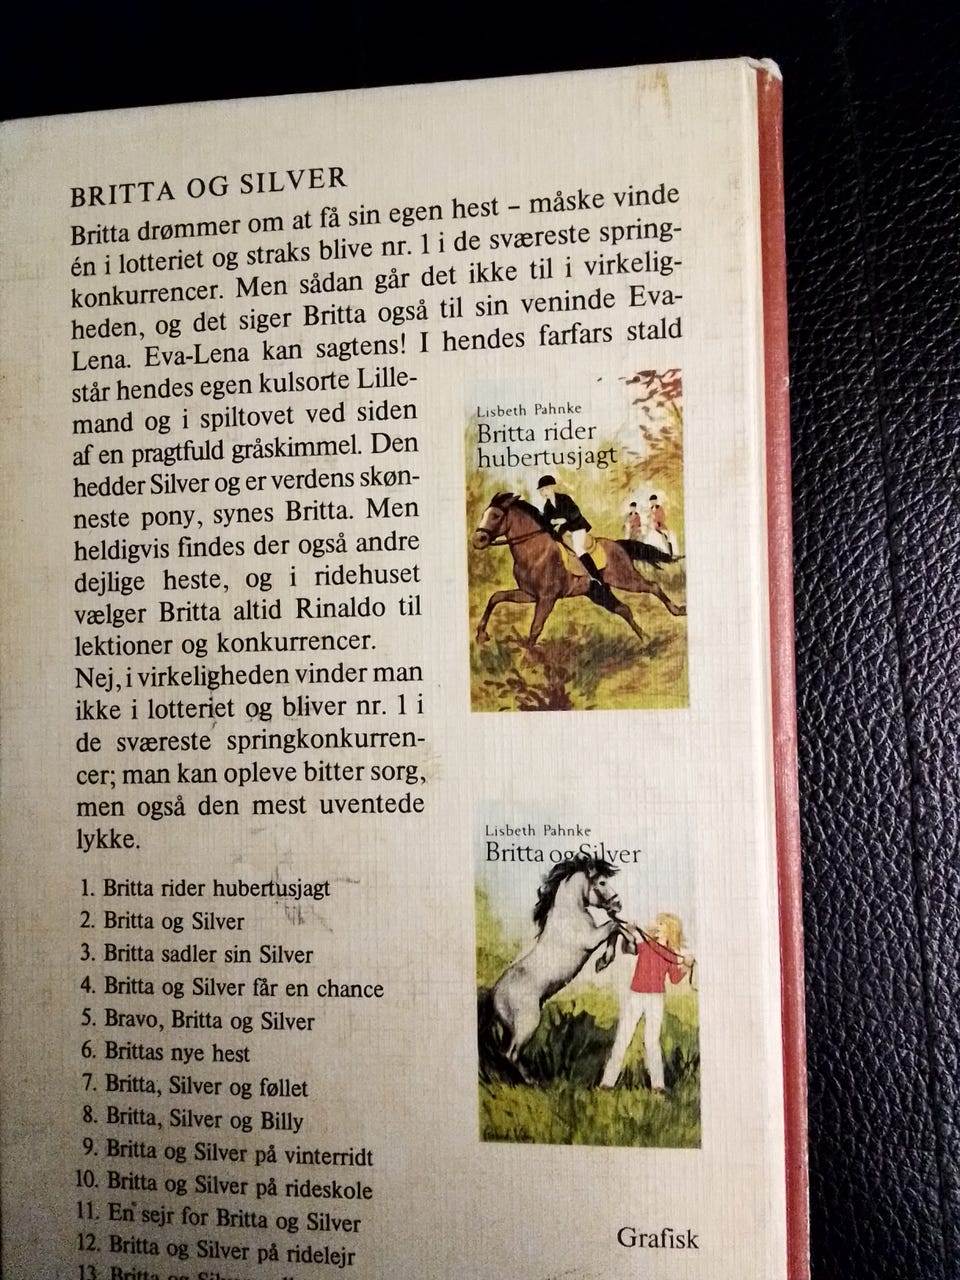 BRITTA OG SILVER
Britta drømmer om at få sin egen hest – måske vinde
én i lotteriet og straks blive nr. 1 i de sværeste spring-
konkurrencer. Men sådan går det ikke til i virkelig-
heden, og det siger Britta også til sin veninde Eva-
Lena. Eva-Lena kan sagtens! I hendes farfars stald
står hendes egen kulsorte Lille-
mand og i spiltovet ved siden
af en pragtfuld gråskimmel. Den
hedder Silver og er verdens skøn-
neste pony, synes Britta. Men
heldigvis findes der også andre
dejlige heste, og i ridehuset
vælger Britta altid Rinaldo til
lektioner og konkurrencer.
Nej, i virkeligheden vinder man
ikke i lotteriet og bliver nr. 1 i
de sværeste springkonkurren-
cer; man kan opleve bitter sorg,
men også den mest uventede
lykke.
Lisbeth Pahnke
Britta rider
hubertusjagt
Lisbeth Pahnke
Britta og Silver
1. Britta rider hubertusjagt
2. Britta og Silver
3. Britta sadler sin Silver
4. Britta og Silver får en chance
5. Bravo, Britta og Silver
6. Brittas nye hest
7. Britta, Silver og føllet
8. Britta, Silver og Billy
9. Britta og Silver på vinterridt
10. Britta og Silver på rideskole
11. En sejr for Britta og Silver
12. Britta og Silver på ridelejr
13. Britta og
Grafisk